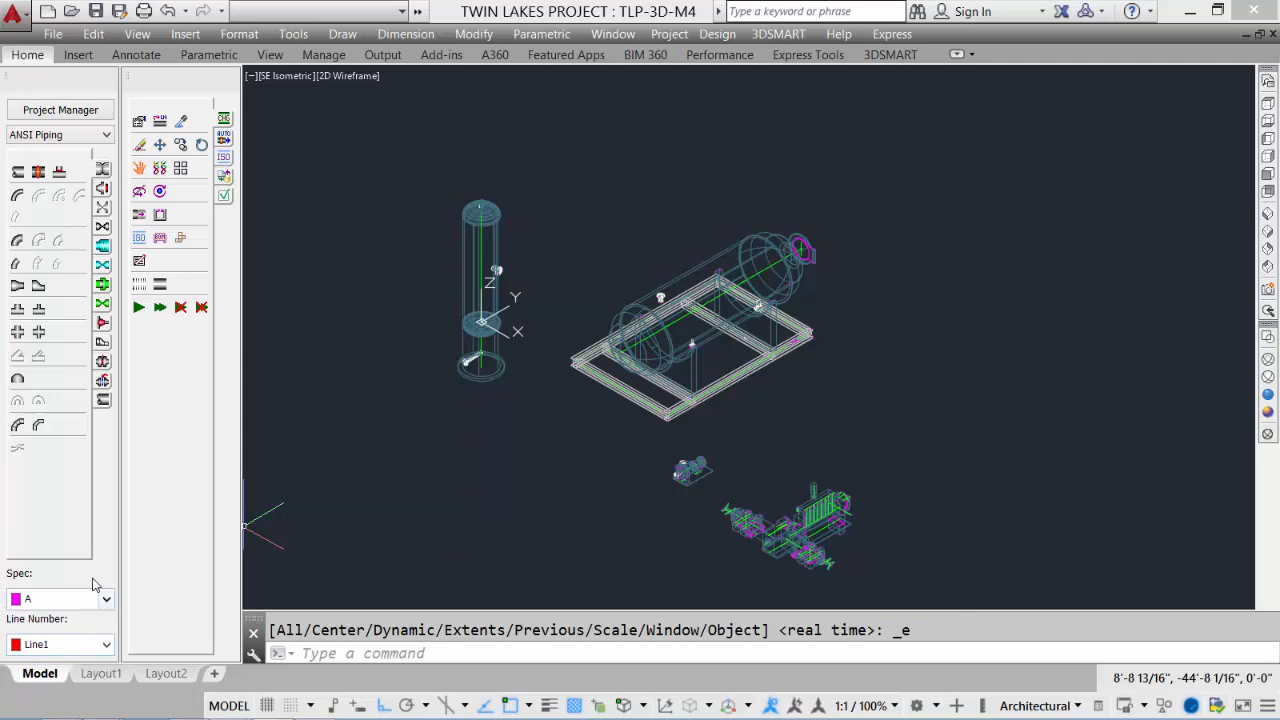 TWIN LAKES PROJECT : TLP-3D-M4
Type a keyword or phrase
Sign In
File Edit View Insert Format Tools Draw Dimension Modify Parametric Window Project Design 3DSMART Help Express
Home Insert Annotate Parametric View Manage Output Add-ins A360 Featured Apps BIM 360 Performance Express Tools 3DSMART
[−][SE Isometric][2D Wireframe]
Project Manager
ANSI Piping
CHG
AUTO
ISO
ISO
Z
Y
X
Spec:
A
Line Number:
Line1
[All/Center/Dynamic/Extents/Previous/Scale/Window/Object] <real time>: _e
Type a command
Model Layout1 Layout2 +
8'-8 13/16", -44'-8 1/16", 0'-0"
MODEL 1:1 / 100% Architectural